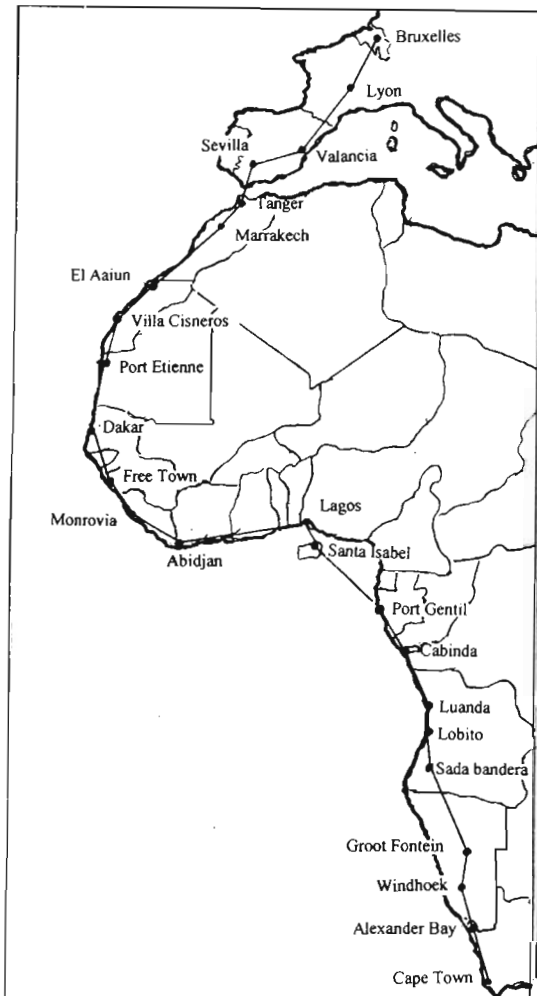 Bruxelles
Lyon
Sevilla
Valancia
Tanger
Marrakech
El Aaiun
Villa Cisneros
Port Etienne
Dakar
Free Town
Monrovia
Abidjan
Lagos
Santa Isabel
Port Gentil
Cabinda
Luanda
Lobito
Sada bandera
Groot Fontein
Windhoek
Alexander Bay
Cape Town